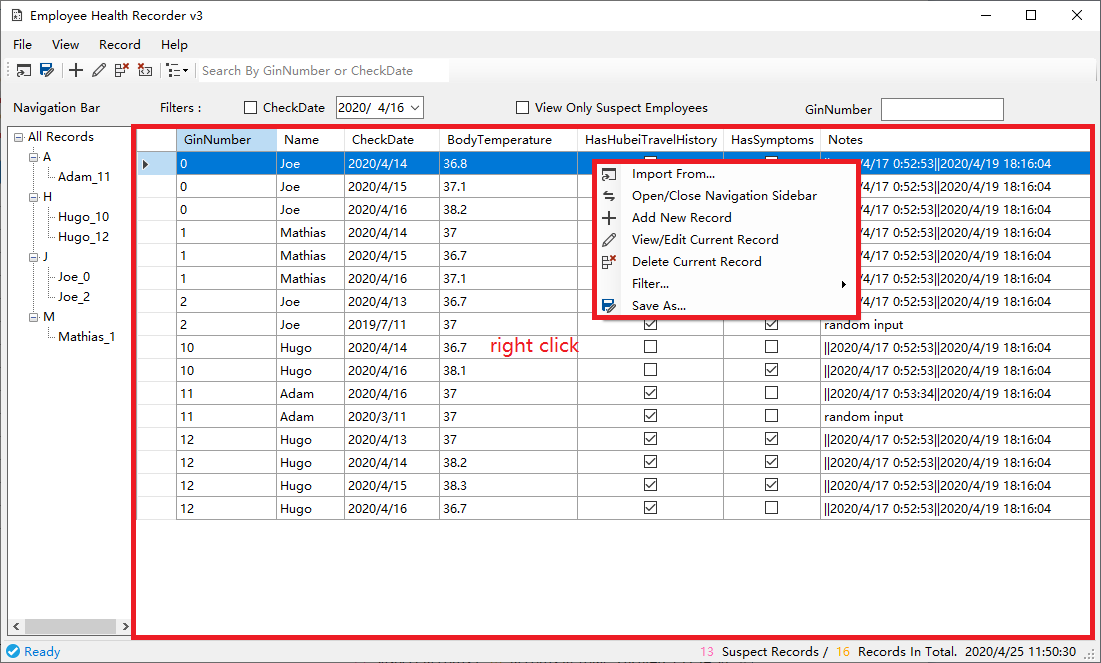 Employee Health Recorder v3
File View Record Help
Search By GinNumber or CheckDate
Navigation Bar Filters : CheckDate 2020/ 4/16 View Only Suspect Employees GinNumber
All Records
A
Adam_11
H
Hugo_10
Hugo_12
J
Joe_0
Joe_2
M
Mathias_1
GinNumber Name CheckDate BodyTemperature HasHubeiTravelHistory HasSymptoms Notes
0 Joe 2020/4/14 36.8 /4/17 0:52:53||2020/4/19 18:16:04
0 Joe 2020/4/15 37.1 /4/17 0:52:53||2020/4/19 18:16:04
0 Joe 2020/4/16 38.2 /4/17 0:52:53||2020/4/19 18:16:04
1 Mathias 2020/4/14 37 /4/17 0:52:53||2020/4/19 18:16:04
1 Mathias 2020/4/15 36.7 /4/17 0:52:53||2020/4/19 18:16:04
1 Mathias 2020/4/16 37.1 /4/17 0:52:53||2020/4/19 18:16:04
2 Joe 2020/4/13 36.7 /4/17 0:52:53||2020/4/19 18:16:04
2 Joe 2019/7/11 37 random input
10 Hugo 2020/4/14 36.7 ||2020/4/17 0:52:53||2020/4/19 18:16:04
10 Hugo 2020/4/16 38.1 ||2020/4/17 0:52:53||2020/4/19 18:16:04
11 Adam 2020/4/16 37 ||2020/4/17 0:53:34||2020/4/19 18:16:04
11 Adam 2020/3/11 37 random input
12 Hugo 2020/4/13 37 ||2020/4/17 0:52:53||2020/4/19 18:16:04
12 Hugo 2020/4/14 38.2 ||2020/4/17 0:52:53||2020/4/19 18:16:04
12 Hugo 2020/4/15 38.3 ||2020/4/17 0:52:53||2020/4/19 18:16:04
12 Hugo 2020/4/16 36.7 ||2020/4/17 0:52:53||2020/4/19 18:16:04
Import From...
Open/Close Navigation Sidebar
Add New Record
View/Edit Current Record
Delete Current Record
Filter...
Save As...
right click
Ready 13 Suspect Records / 16 Records In Total. 2020/4/25 11:50:30